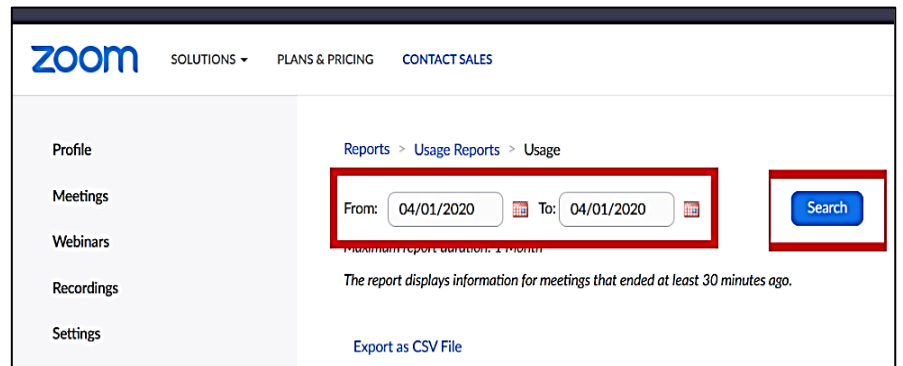 zoom SOLUTIONS PLANS & PRICING CONTACT SALES
Profile
Meetings
Webinars
Recordings
Settings
Reports > Usage Reports > Usage
From: 04/01/2020 To: 04/01/2020 Search
Maximum report duration: 1 Month
The report displays information for meetings that ended at least 30 minutes ago.
Export as CSV File